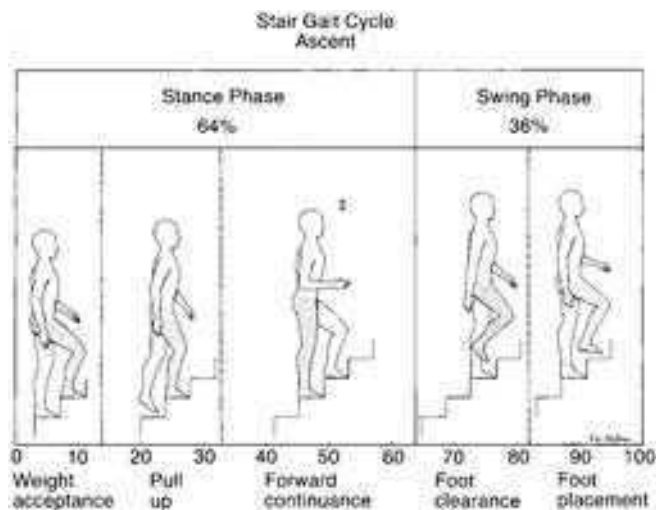 Stair Gait Cycle
Ascent
Stance Phase
64%
Swing Phase
36%
0 10 20 30 40 50 60 70 80 90 100
Weight
acceptance
Pull
up
Forward
continuance
Foot
clearance
Foot
placement